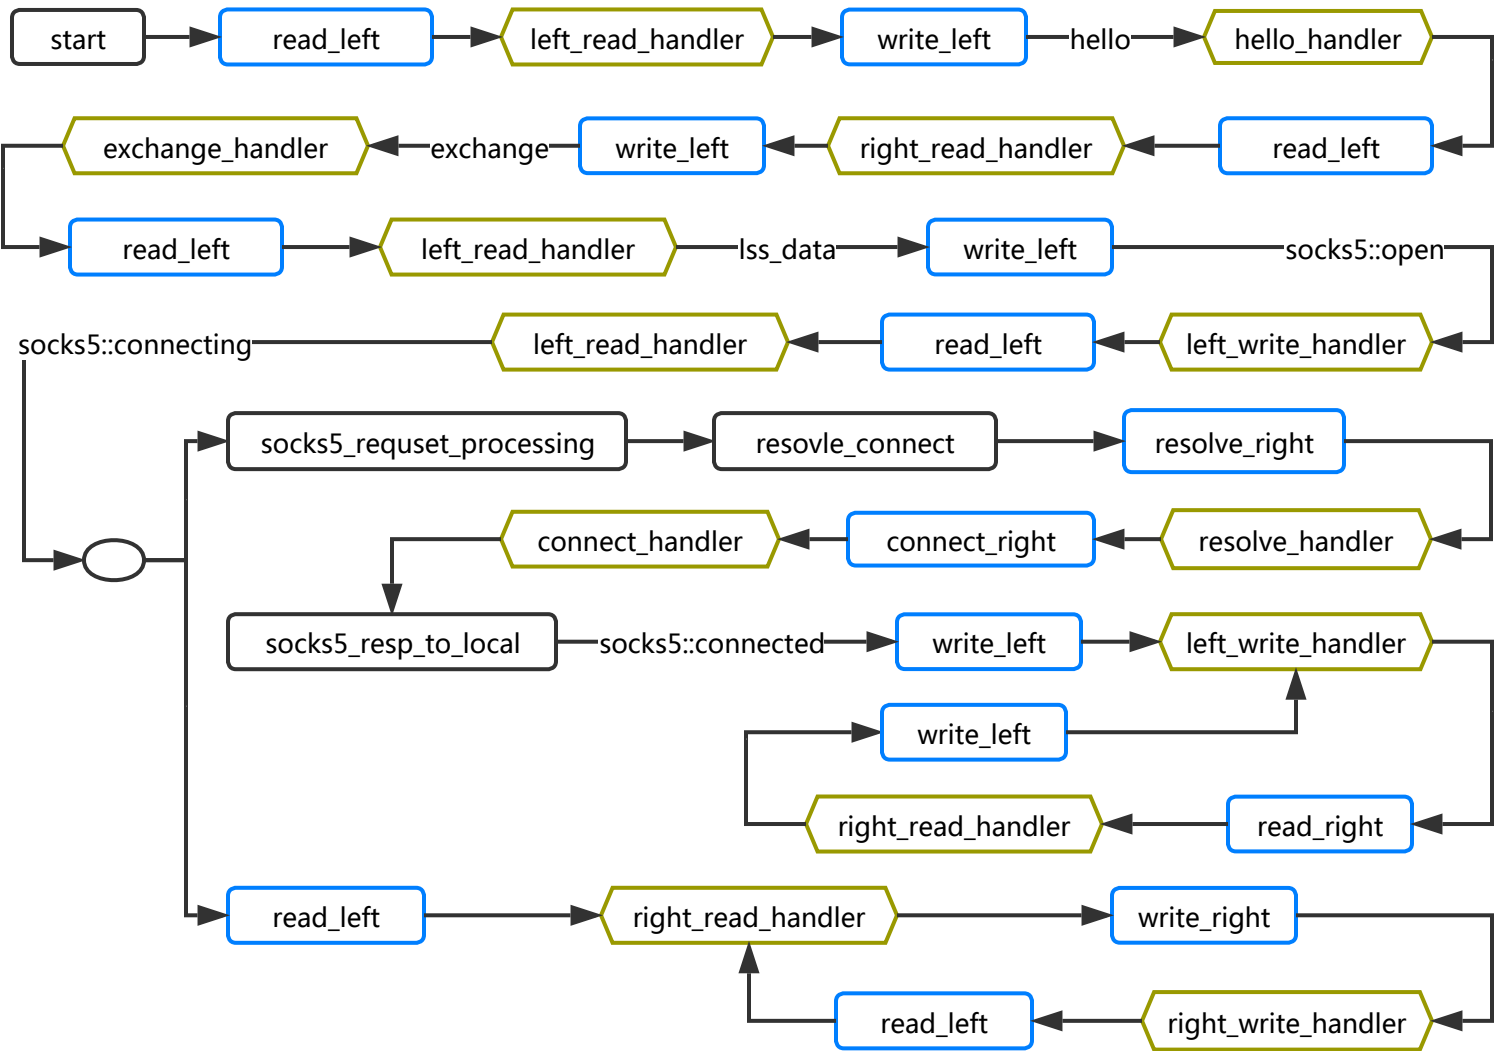 start read_left left_read_handler write_left hello hello_handler
exchange_handler exchange write_left right_read_handler read_left
read_left left_read_handler lss_data write_left socks5::open
socks5::connecting left_read_handler read_left left_write_handler
socks5_requset_processing resovle_connect resolve_right
connect_handler connect_right resolve_handler
socks5_resp_to_local socks5::connected write_left left_write_handler
write_left
right_read_handler read_right
read_left right_read_handler write_right
read_left right_write_handler